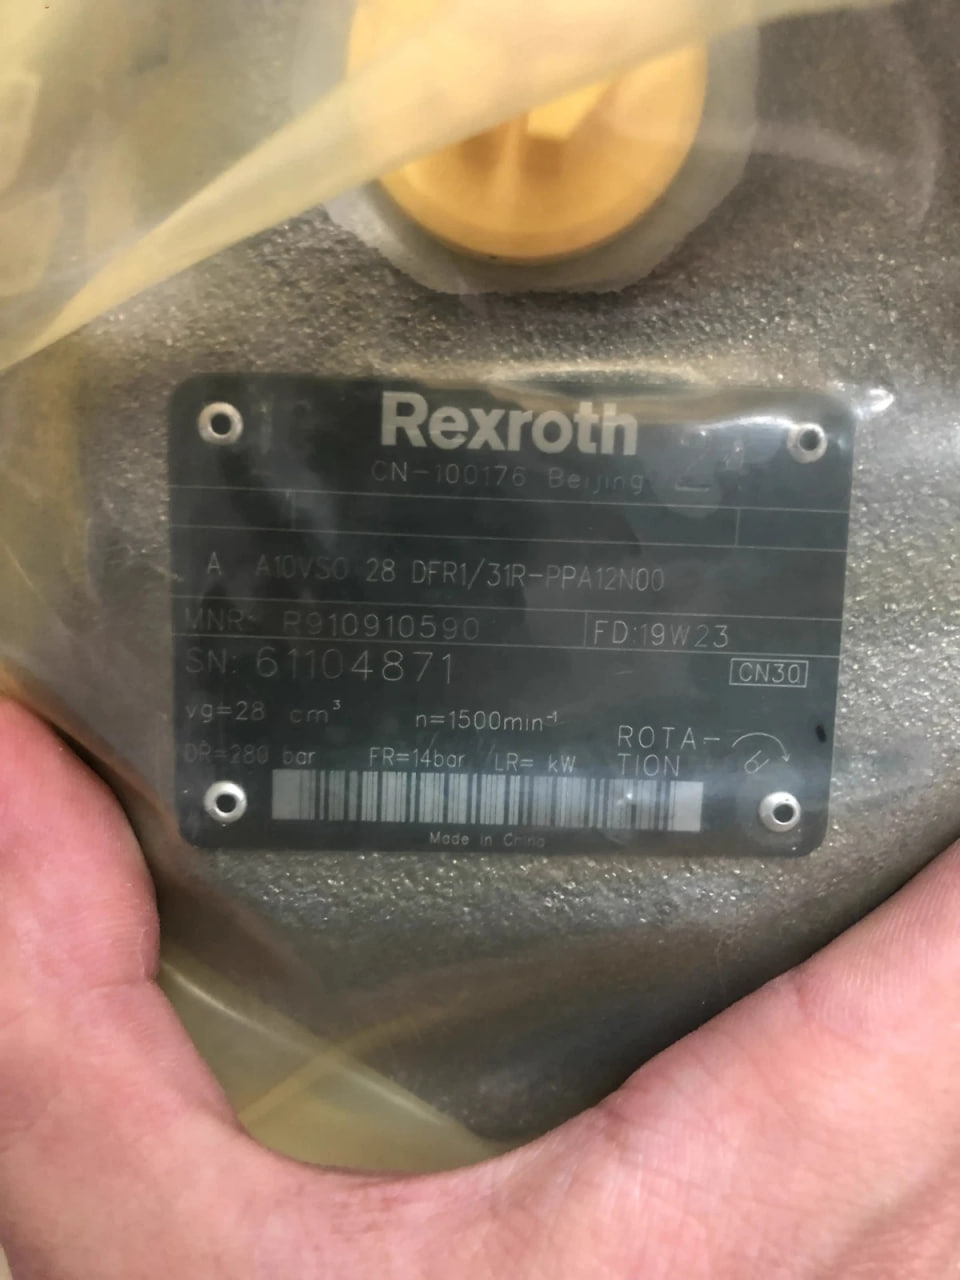 Rexroth
CN-100176 Beijing
A A10VSO 28 DFR1/31R-PPA12N00
MNR: R910910590 FD:19W23
SN: 61104871 CN30
vg=28 cm³ n=1500min⁻¹
ROTA-
TION
DR=280 bar FR=14bar LR= kW
Made in China